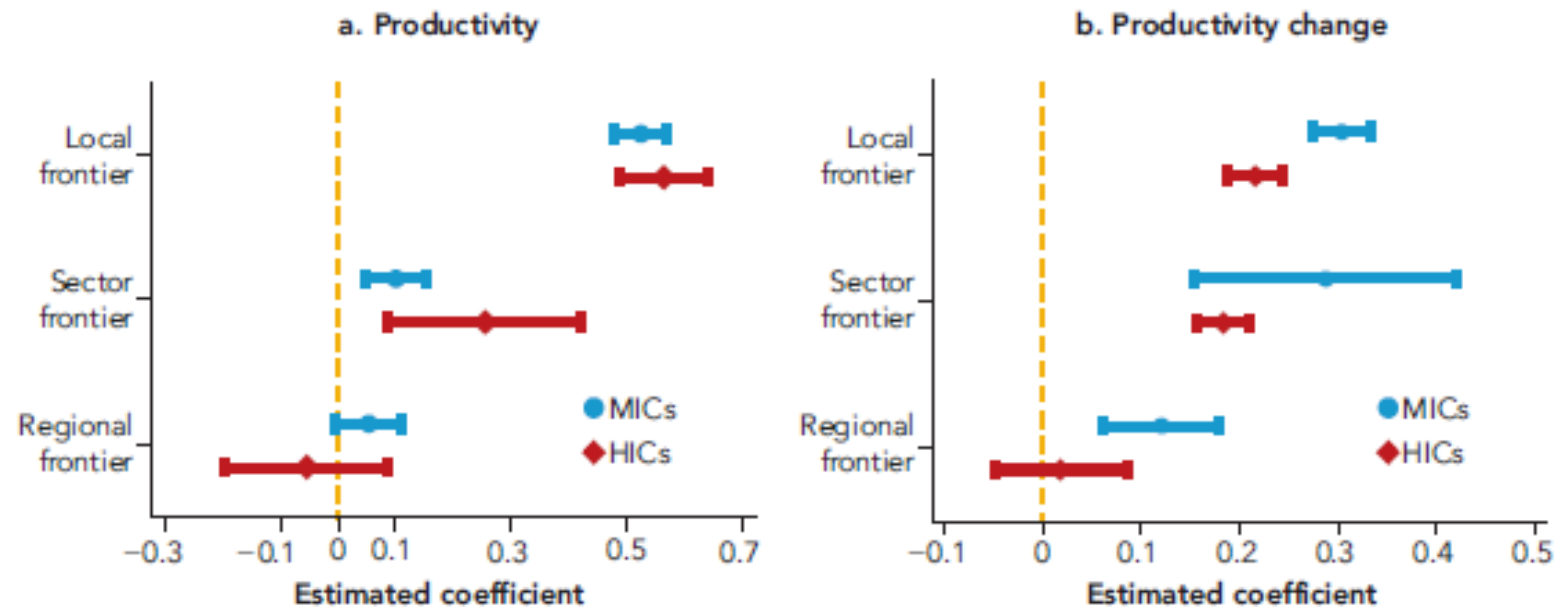 a. Productivity
Local
frontier
Sector
frontier
Regional
frontier
MICs
HICs
−0.3 −0.1 0 0.1 0.3 0.5 0.7
Estimated coefficient
b. Productivity change
Local
frontier
Sector
frontier
Regional
frontier
MICs
HICs
−0.1 0 0.1 0.2 0.3 0.4 0.5
Estimated coefficient